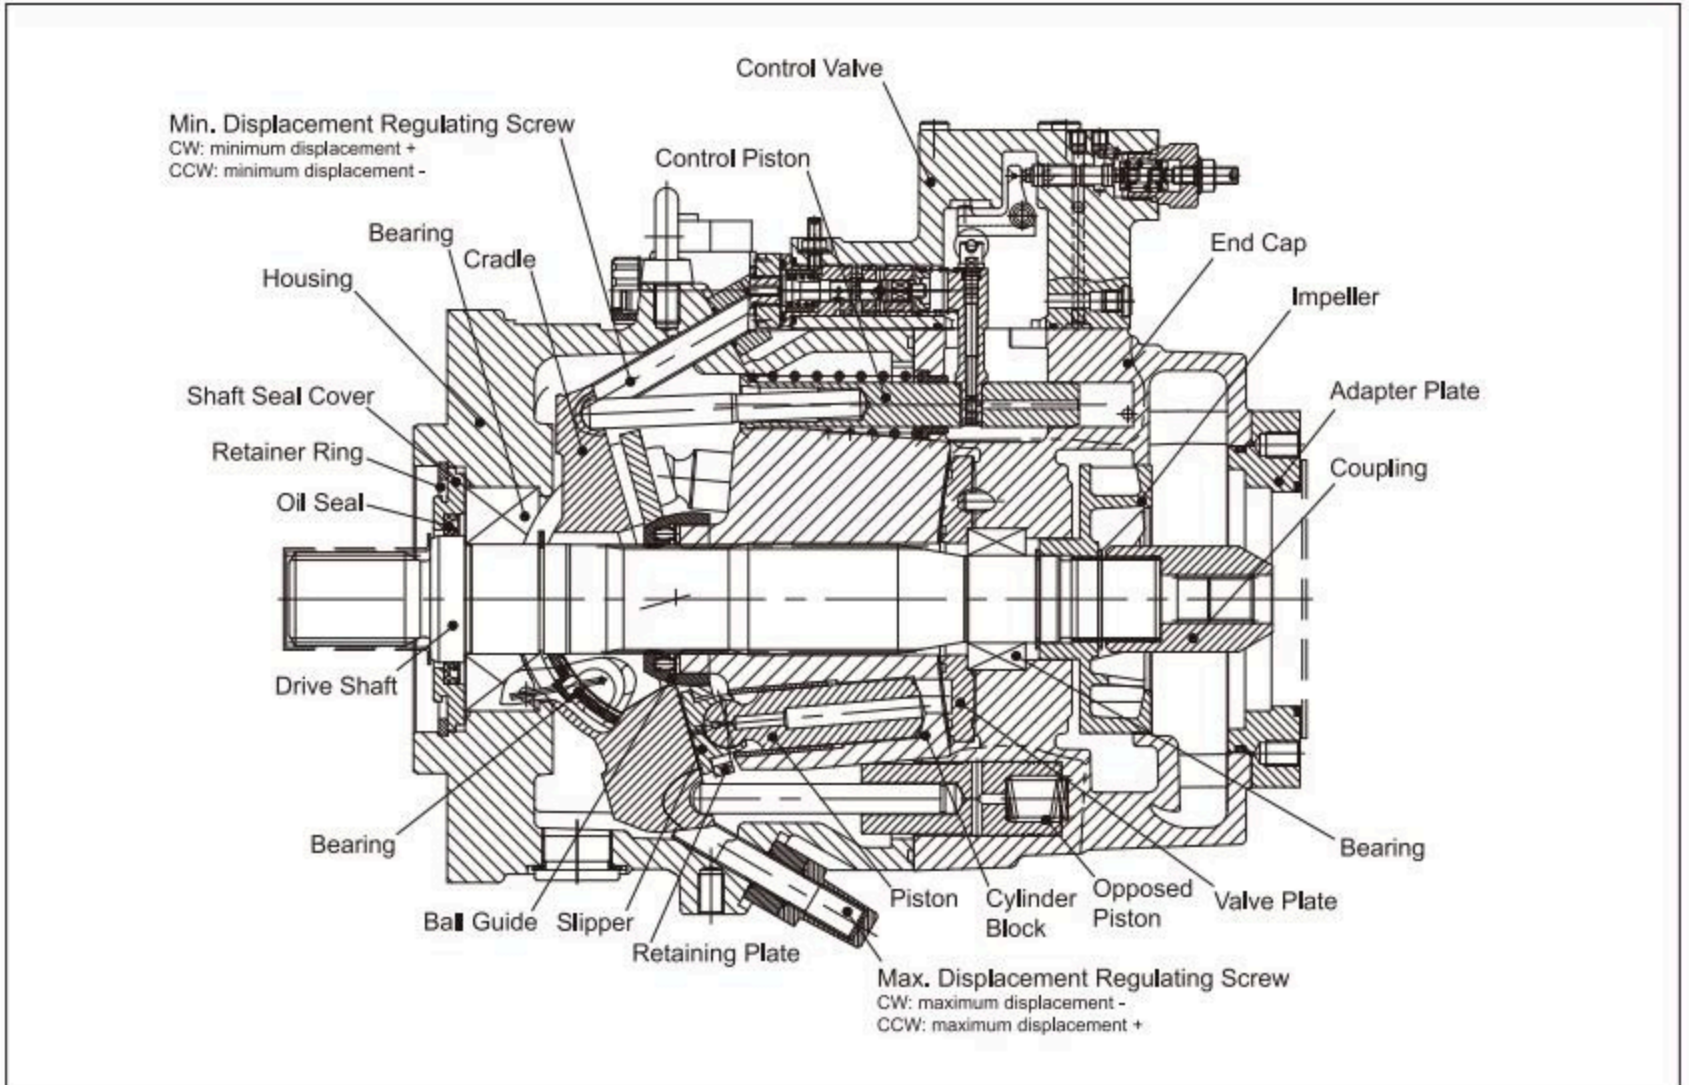 Control Valve
Min. Displacement Regulating Screw
CW: minimum displacement +
CCW: minimum displacement -
Control Piston
Bearing
Cradle
End Cap
Housing
Impeller
Shaft Seal Cover
Adapter Plate
Retainer Ring
Coupling
Oil Seal
Drive Shaft
Bearing
Bearing
Ball Guide
Slipper
Retaining Plate
Piston
Cylinder
Block
Opposed
Piston
Valve Plate
Max. Displacement Regulating Screw
CW: maximum displacement -
CCW: maximum displacement +